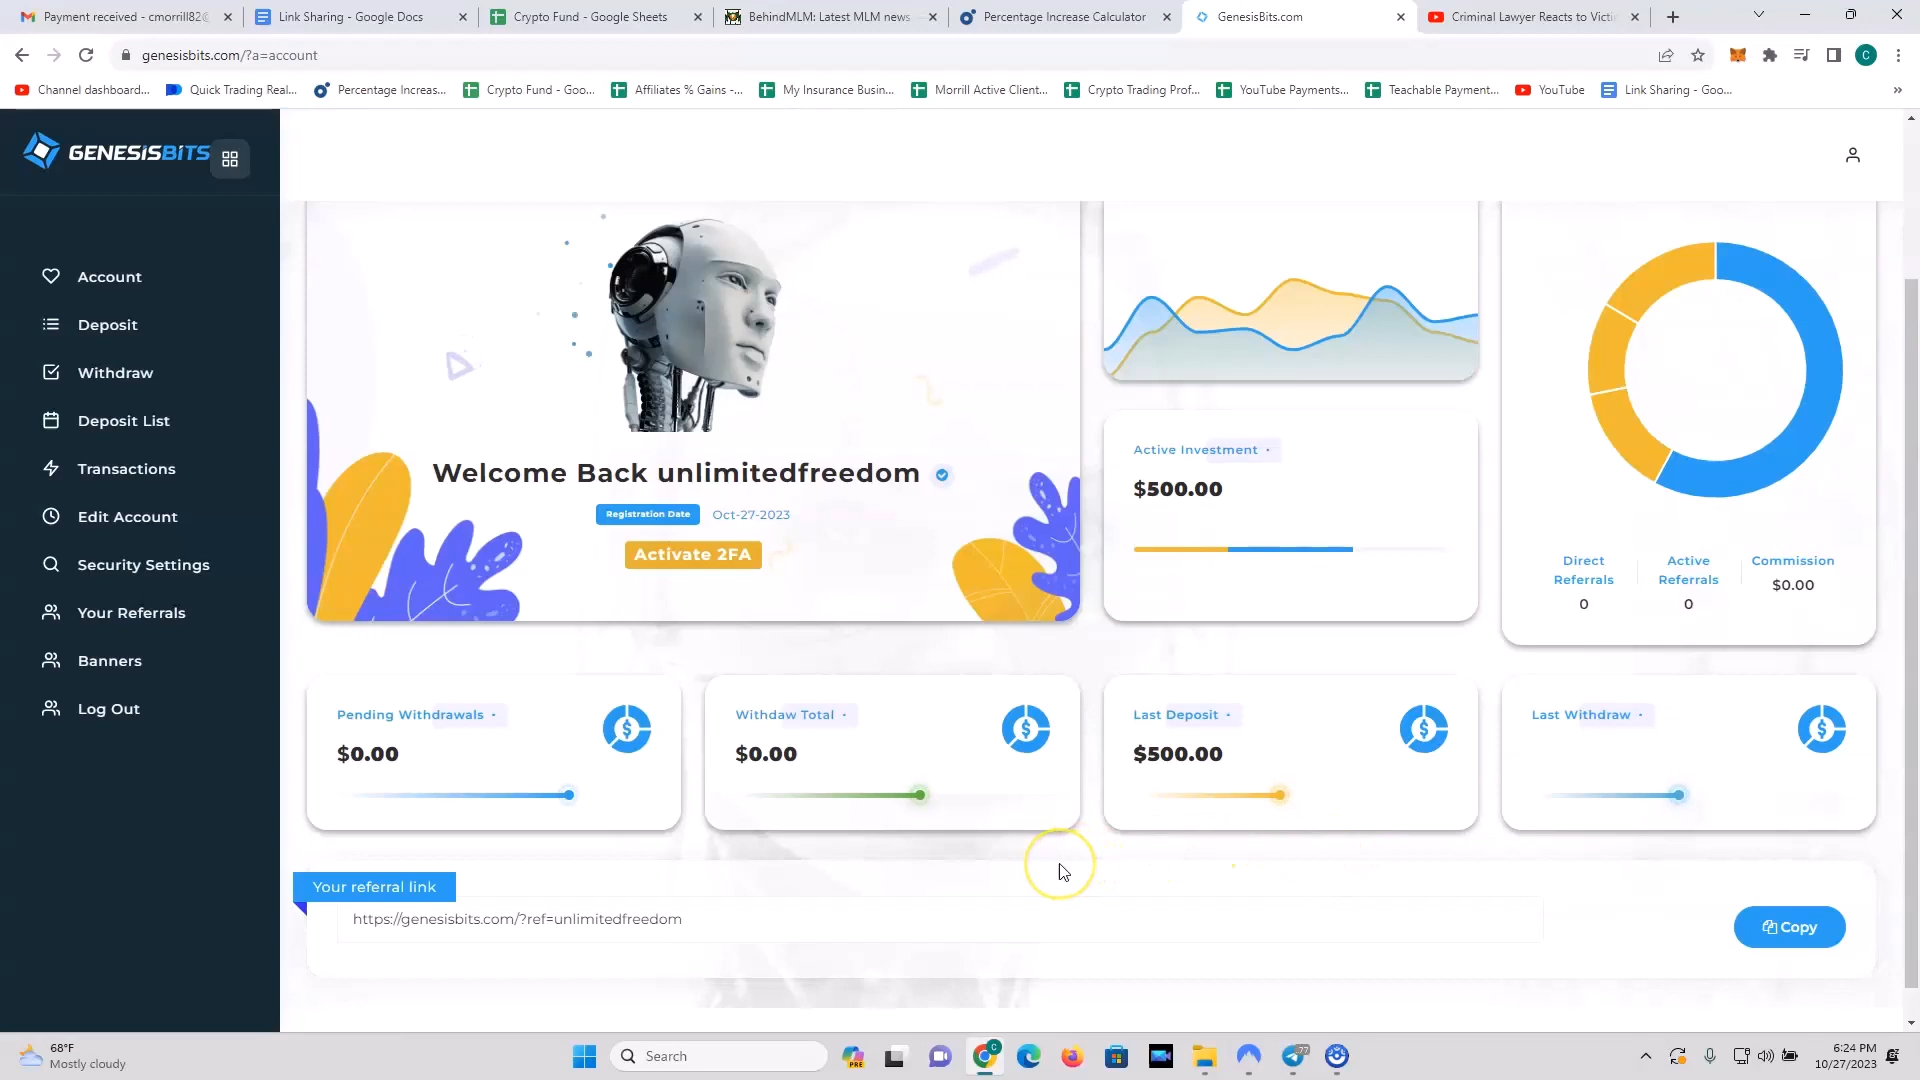 Payment received - cmorrill82@
Link Sharing - Google Docs
Crypto Fund - Google Sheets
BehindMLM: Latest MLM news
Percentage Increase Calculator
GenesisBits.com
Criminal Lawyer Reacts to Victi
genesisbits.com/?a=account
C
Channel dashboard...
Quick Trading Real...
Percentage Increas...
Crypto Fund - Goo...
Affiliates % Gains -...
My Insurance Busin...
Morrill Active Client...
Crypto Trading Prof...
YouTube Payments...
Teachable Payment...
YouTube
Link Sharing - Goo...
GENESISBITS
Account
Deposit
Withdraw
Deposit List
Transactions
Edit Account
Security Settings
Your Referrals
Banners
Log Out
Welcome Back unlimitedfreedom
Registration Date Oct-27-2023
Activate 2FA
Active Investment
$500.00
Direct Referrals
0
Active Referrals
0
Commission
$0.00
Pending Withdrawals
$0.00
Withdaw Total
$0.00
Last Deposit
$500.00
Last Withdraw
Your referral link
https://genesisbits.com/?ref=unlimitedfreedom
Copy
68°F
Mostly cloudy
Search
PRE
C
77
6:24 PM
10/27/2023